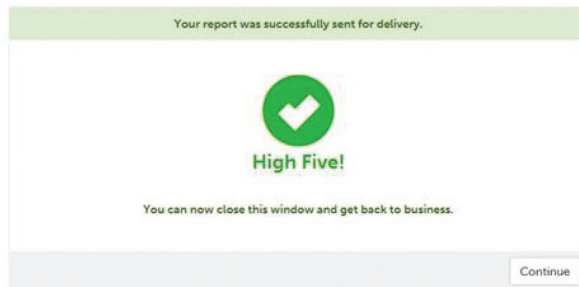 Your report was successfully sent for delivery.
High Five!
You can now close this window and get back to business.
Continue